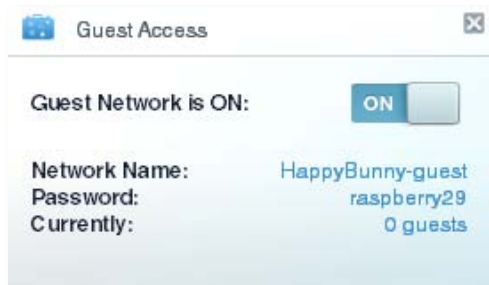 Guest Access
Guest Network is ON: ON
Network Name: HappyBunny-guest
Password: raspberry29
Currently: 0 guests